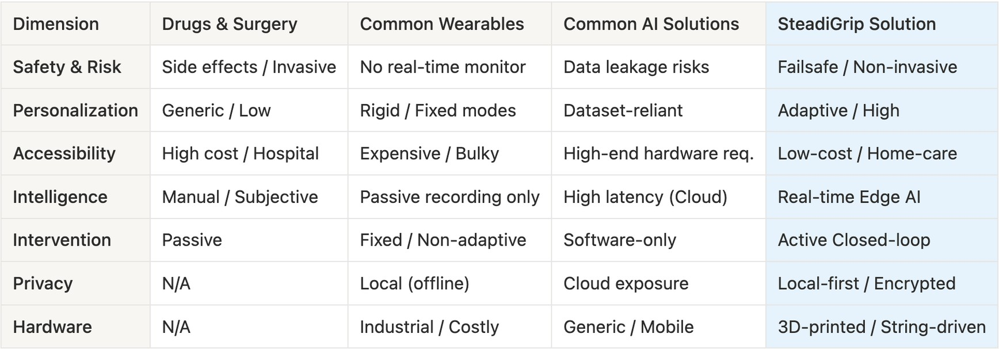 Dimension Drugs & Surgery Common Wearables Common AI Solutions SteadiGrip Solution
Safety & Risk Side effects / Invasive No real-time monitor Data leakage risks Failsafe / Non-invasive
Personalization Generic / Low Rigid / Fixed modes Dataset-reliant Adaptive / High
Accessibility High cost / Hospital Expensive / Bulky High-end hardware req. Low-cost / Home-care
Intelligence Manual / Subjective Passive recording only High latency (Cloud) Real-time Edge AI
Intervention Passive Fixed / Non-adaptive Software-only Active Closed-loop
Privacy N/A Local (offline) Cloud exposure Local-first / Encrypted
Hardware N/A Industrial / Costly Generic / Mobile 3D-printed / String-driven